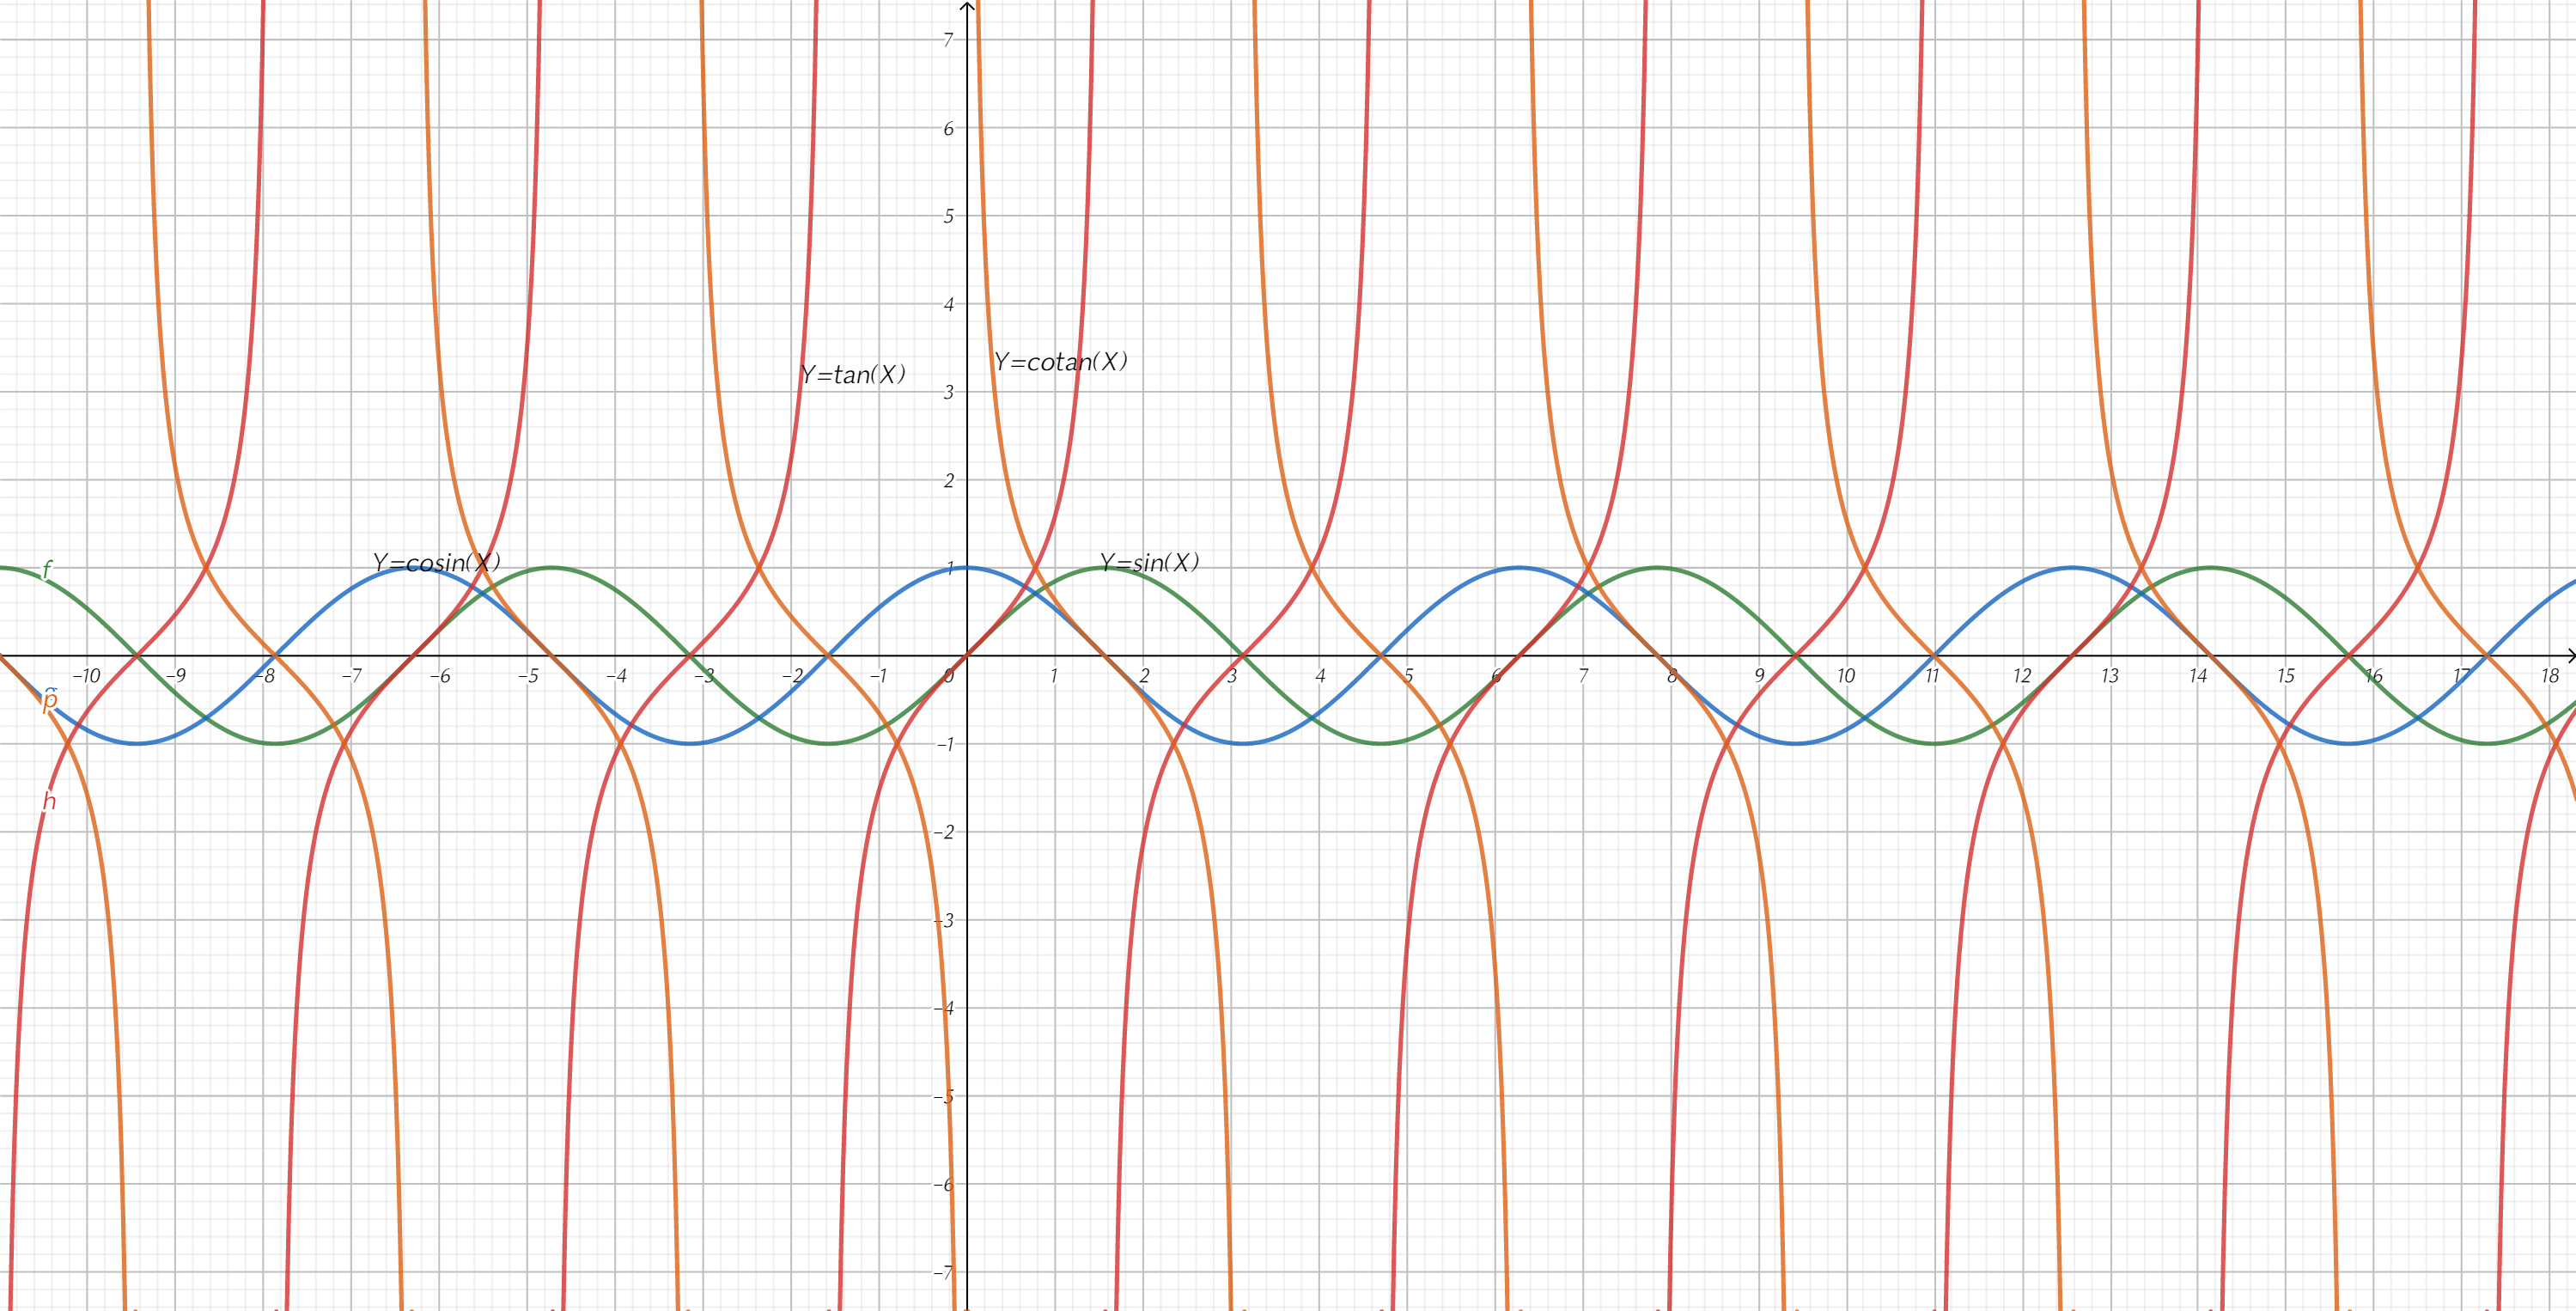 7
6
5
4
Y=cotan(X)
Y=tan(X)
3
2
Y=cosin(X)
Y=sin(X)
f
1
–10 –9 –8 –7 –6 –5 –4 –3 –2 –1 0 1 2 3 4 5 6 7 8 9 10 11 12 13 14 15 16 17 18
p
–1
h
–2
–3
–4
–5
–6
–7